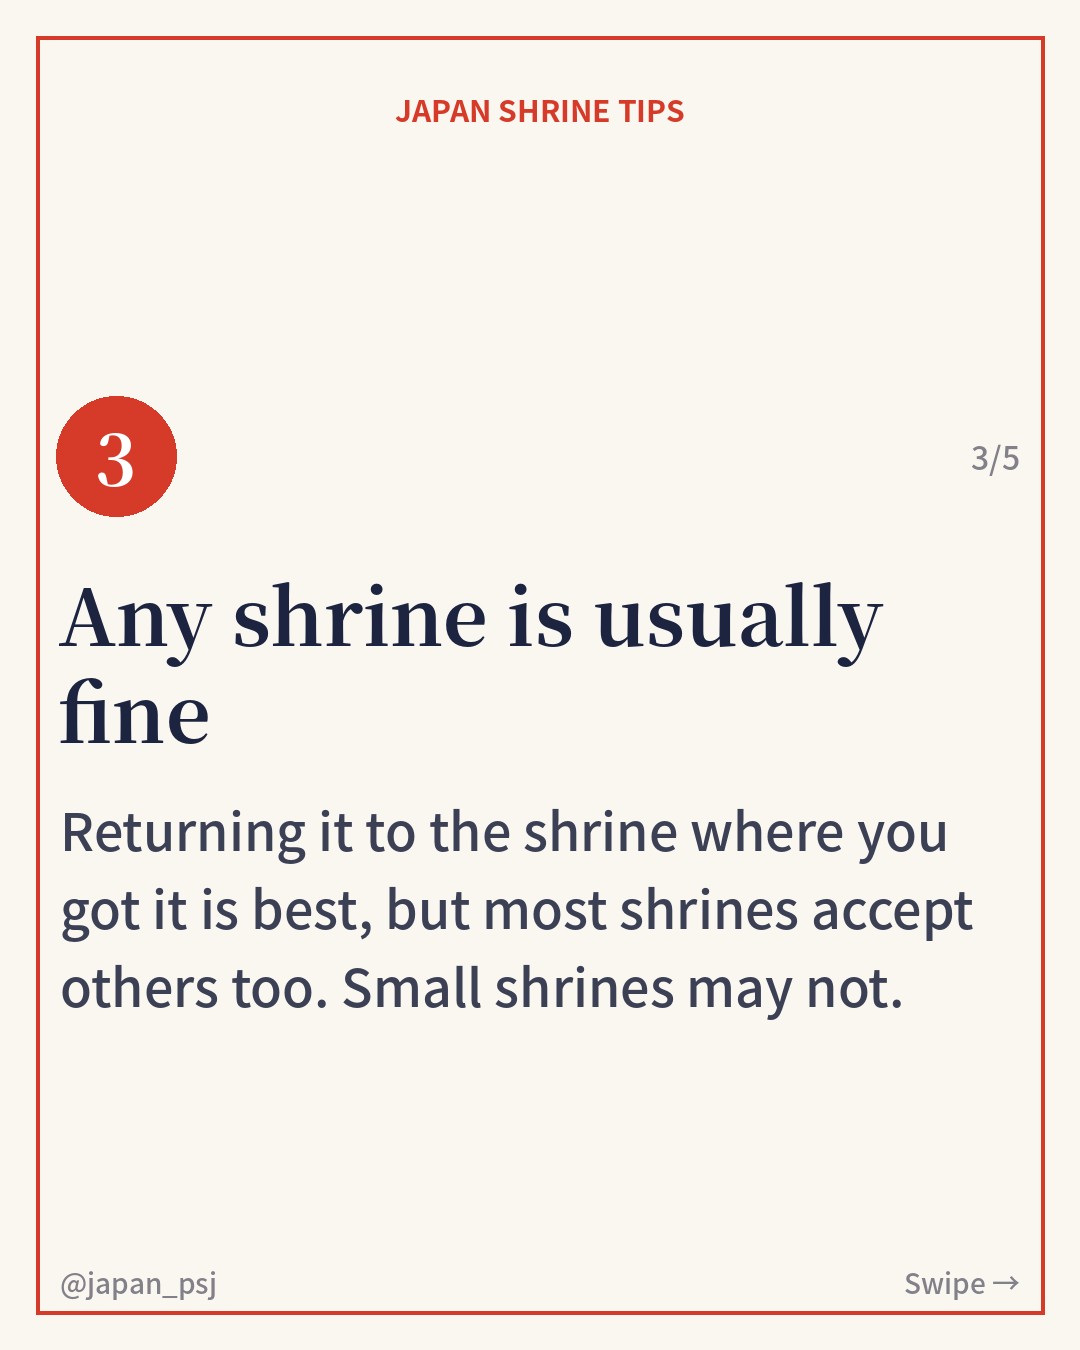 JAPAN SHRINE TIPS
3
3/5
Any shrine is usually
fine
Returning it to the shrine where you
got it is best, but most shrines accept
others too. Small shrines may not.
@japan_psj
Swipe →